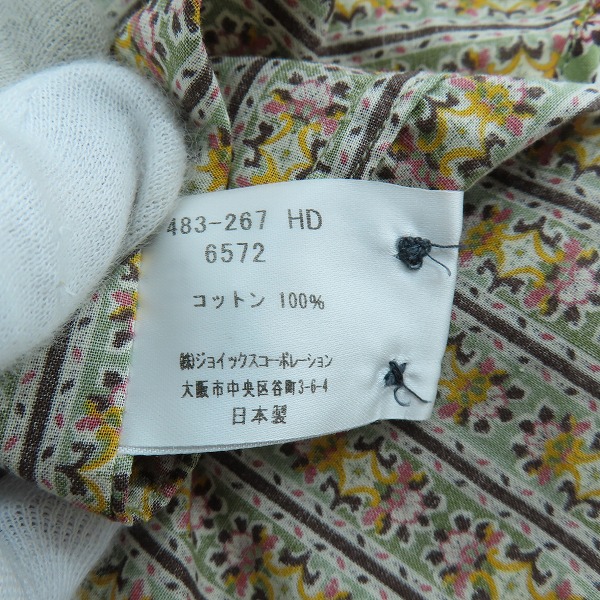 483-267 HD
6572
コットン 100%
㈱ジョイックスコーポレーション
大阪市中央区谷町3-6-4
日本製